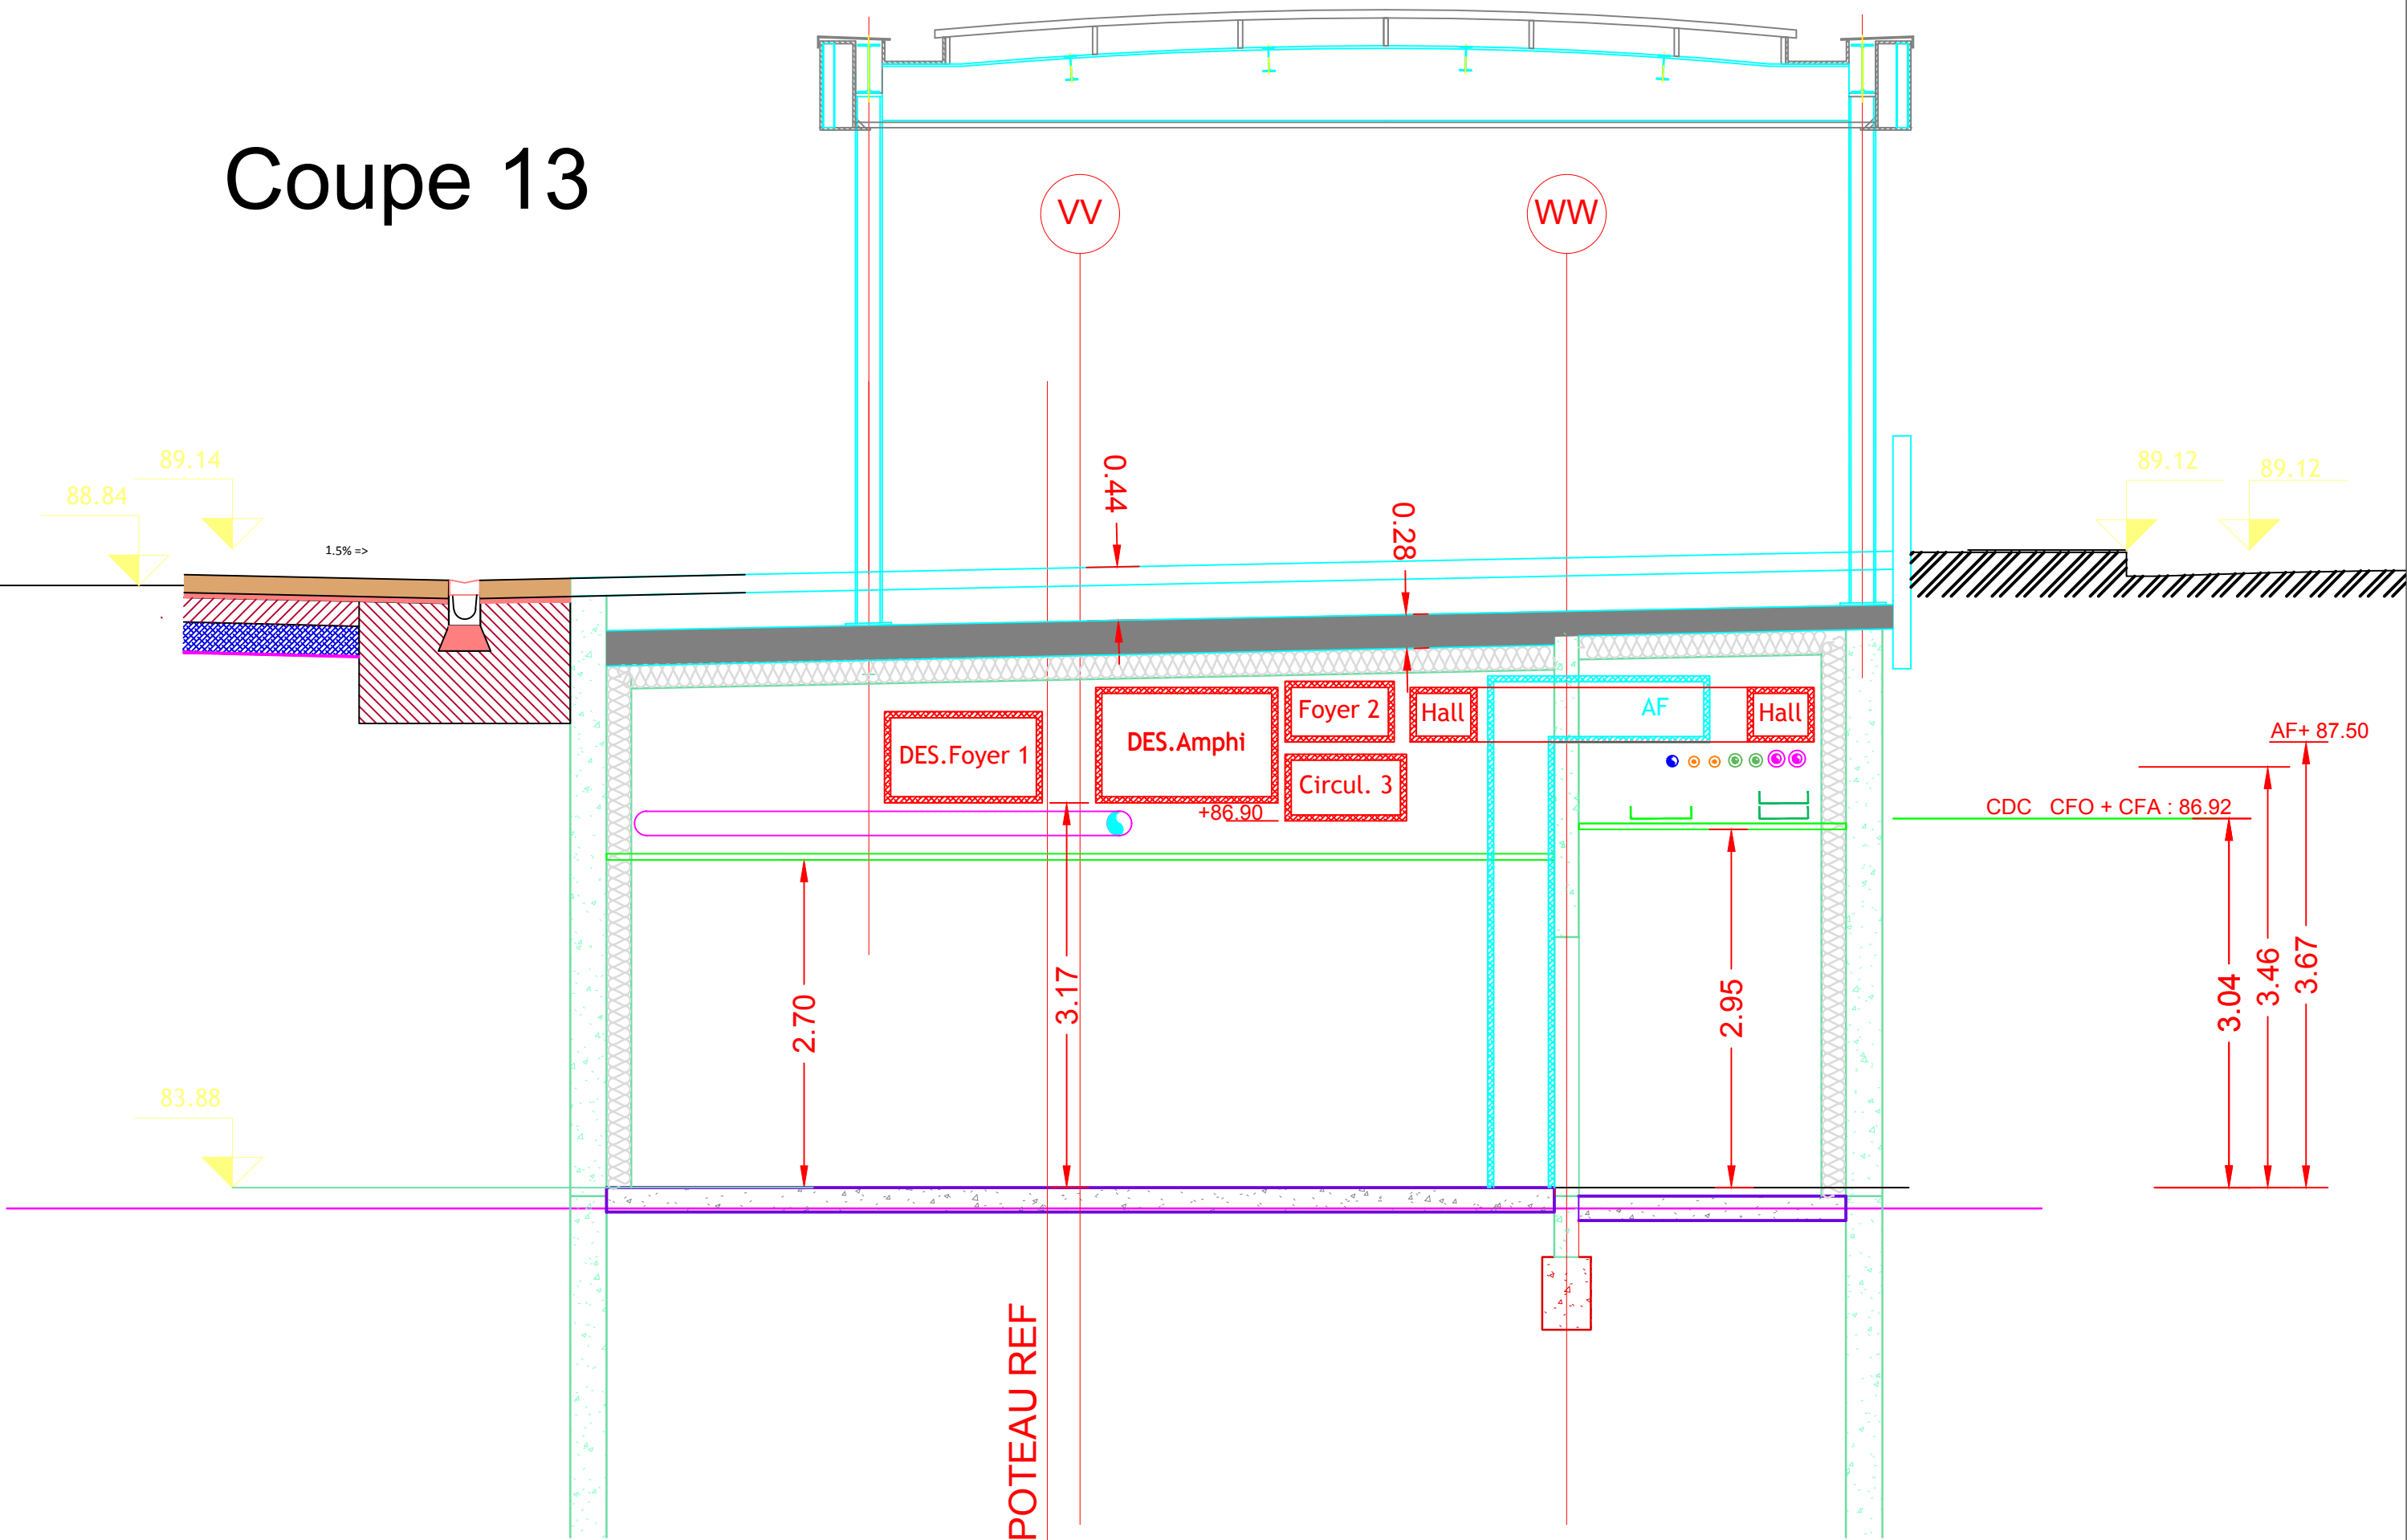 Coupe 13
VV
WW
89.14
88.84
1.5% =>
0.44
0.28
89.12
89.12
DES.Foyer 1
DES.Amphi
Foyer 2
Circul. 3
+86.90
Hall
AF
Hall
AF+ 87.50
CDC CFO + CFA : 86.92
2.70
3.17
2.95
3.04
3.46
3.67
83.88
POTEAU REF